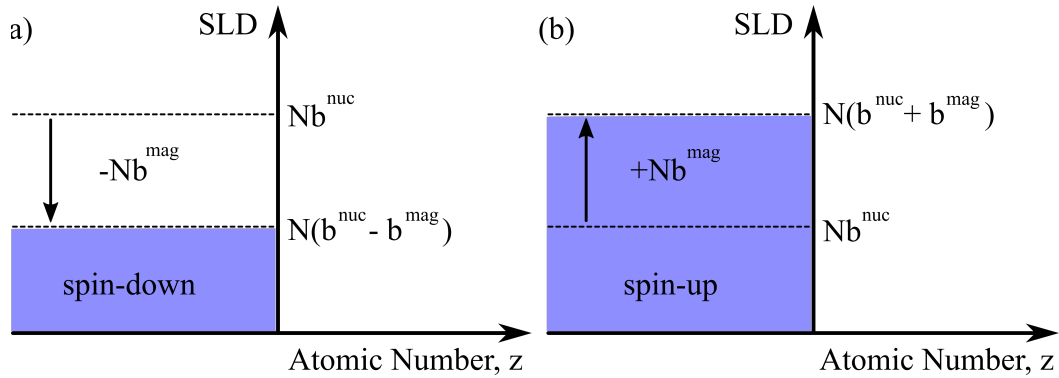 a)
SLD
Nb^nuc
-Nb^mag
N(b^nuc - b^mag)
spin-down
Atomic Number, z
(b)
SLD
N(b^nuc + b^mag)
+Nb^mag
Nb^nuc
spin-up
Atomic Number, z